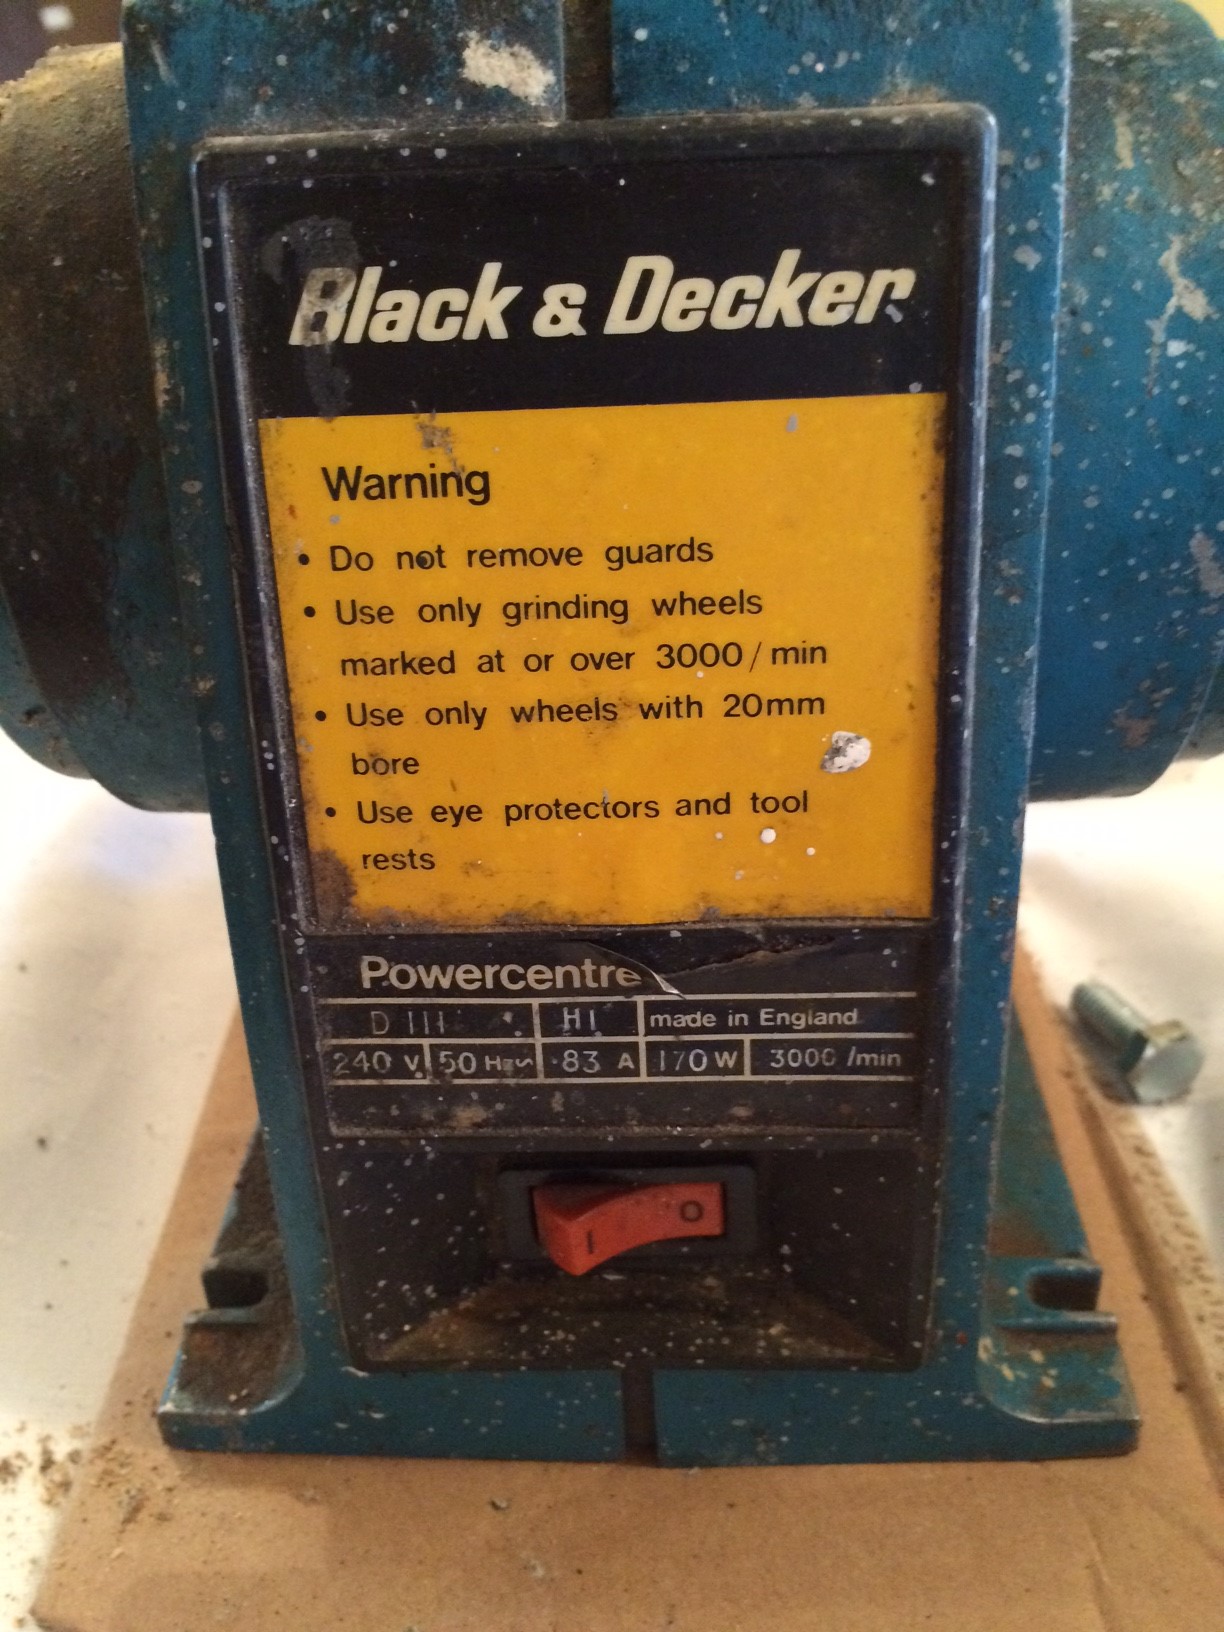 Black & Decker
Warning
• Do not remove guards
• Use only grinding wheels
marked at or over 3000/min
• Use only wheels with 20mm
bore
• Use eye protectors and tool
rests
Powercentre
D111 H1 made in England
240 V 50 Hz~ ·83 A 170 W 3000 /min
I O